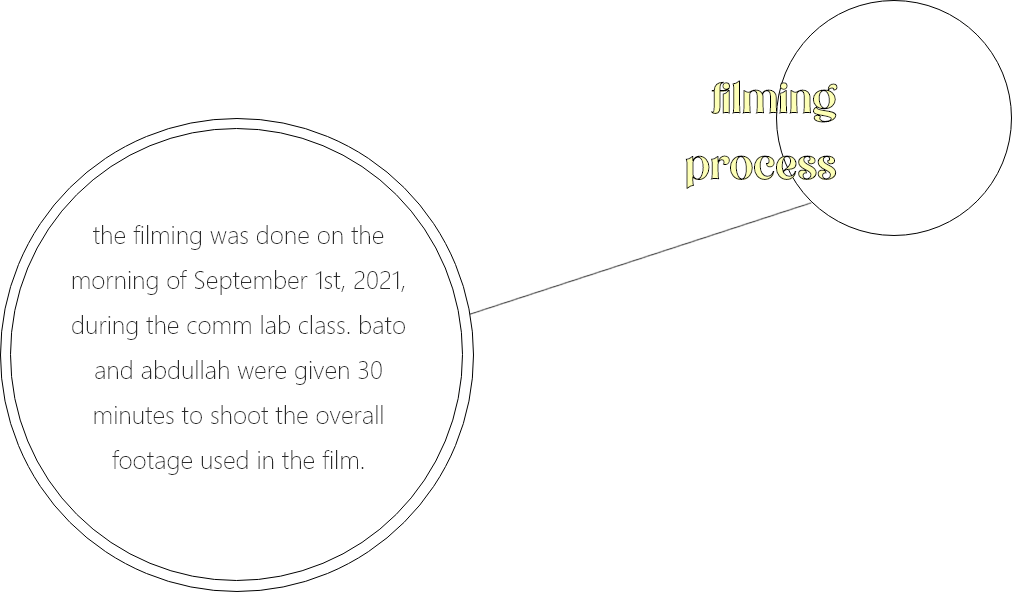 filming
process
the filming was done on the
morning of September 1st, 2021,
during the comm lab class. bato
and abdullah were given 30
minutes to shoot the overall
footage used in the film.